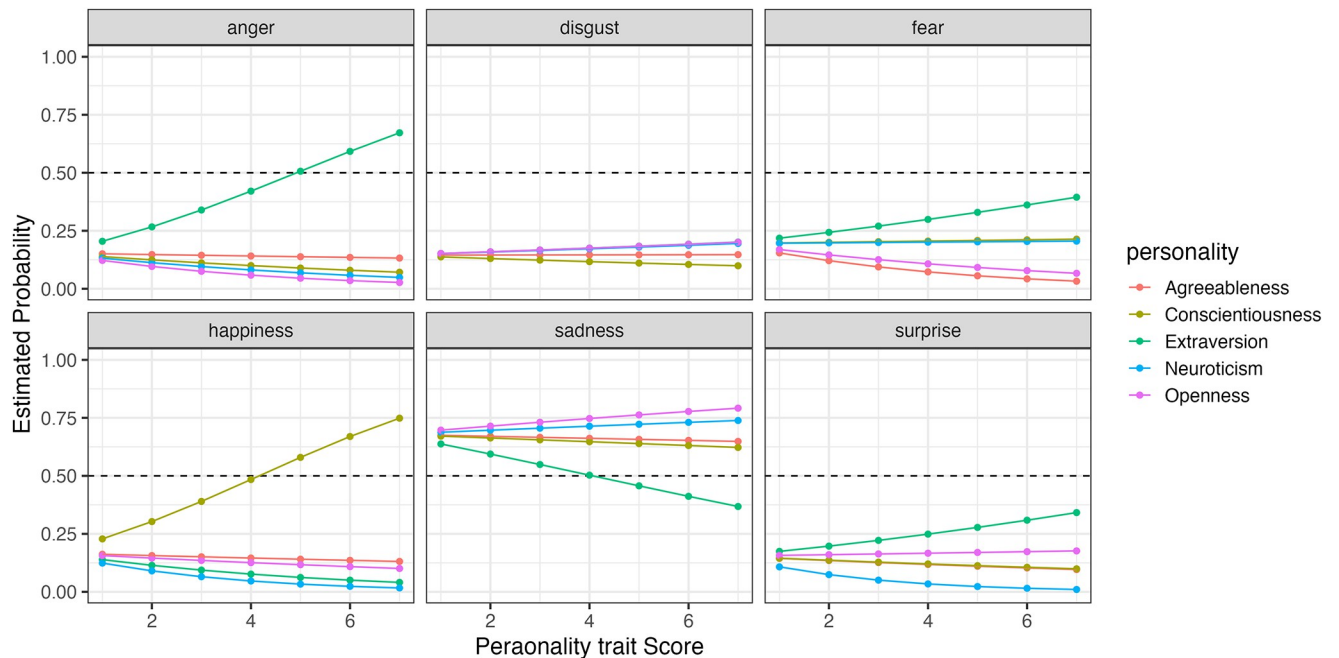 anger
disgust
fear
1.00
0.75
0.50
0.25
0.00
happiness
sadness
surprise
1.00
0.75
0.50
0.25
0.00
2 4 6
2 4 6
2 4 6
Estimated Probability
Peraonality trait Score
personality
Agreeableness
Conscientiousness
Extraversion
Neuroticism
Openness